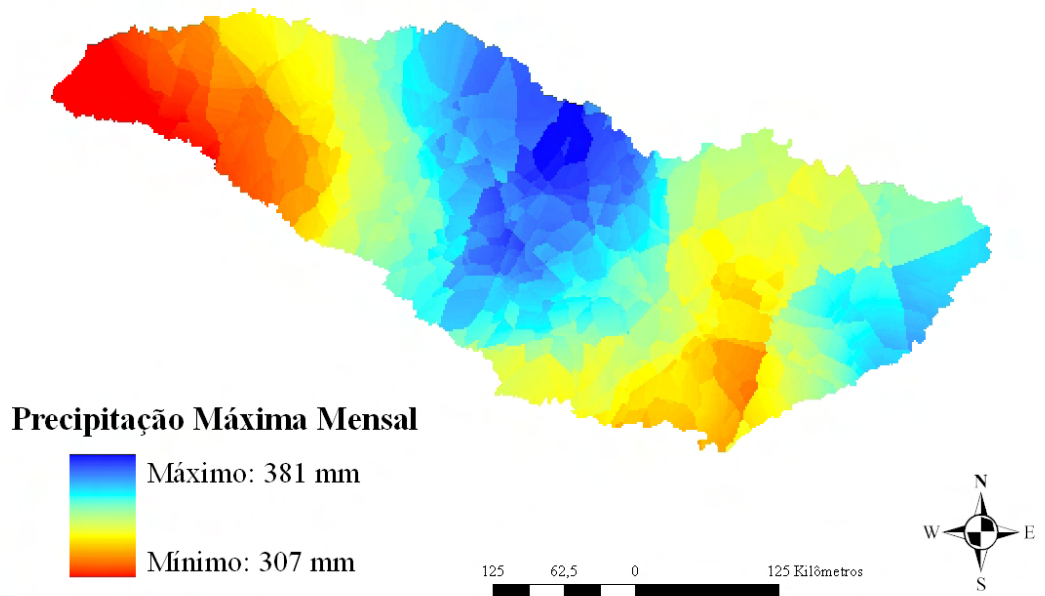 Precipitação Máxima Mensal
Máximo: 381 mm
Mínimo: 307 mm
N
W E
S
125 62,5 0 125 Kilômetros